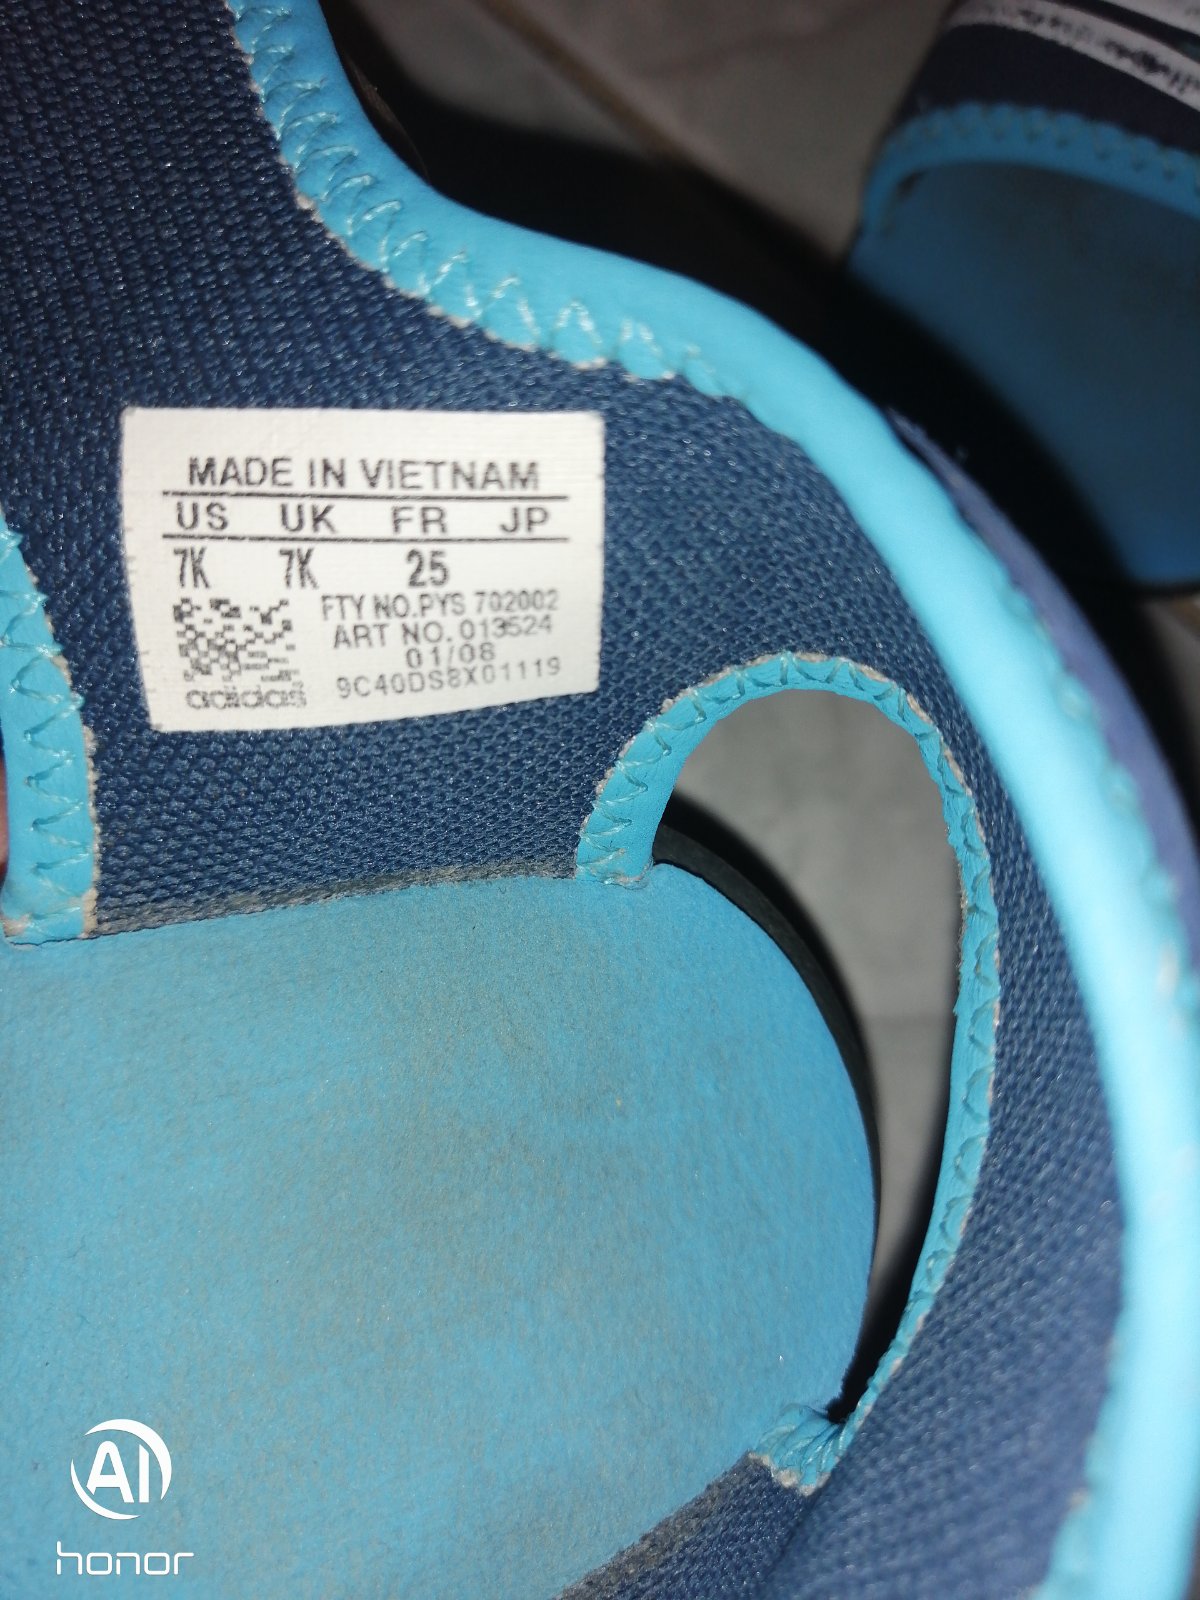 MADE IN VIETNAM
US UK FR JP
7K 7K 25
FTY NO.PYS 702002
ART NO. 013524
01/08
9C40DS8X01119
adidas
AI
honor